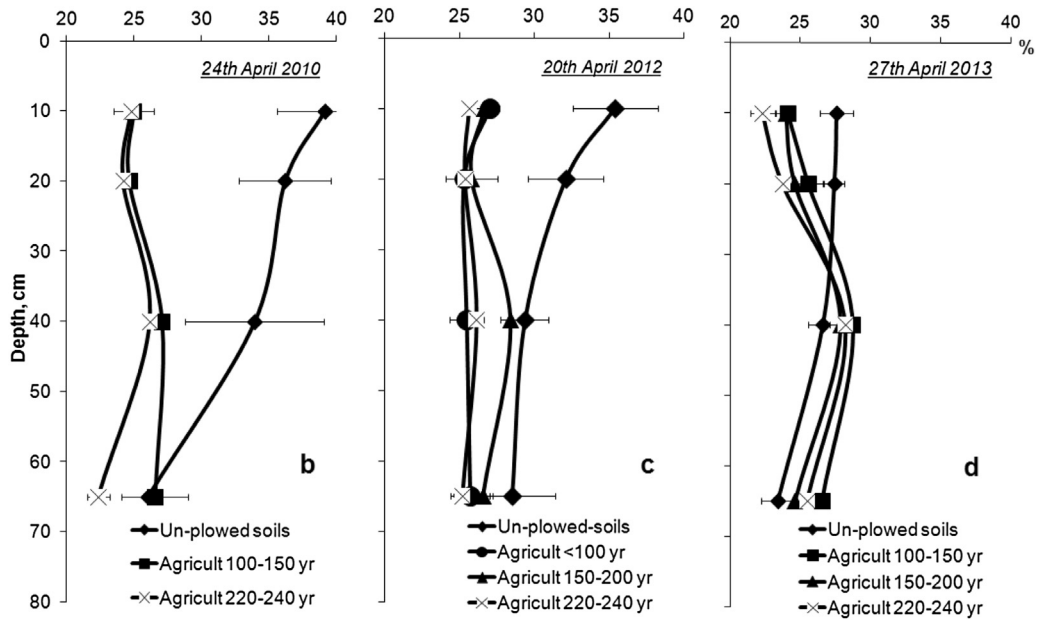 20 25 30 35 40
20 25 30 35 40
20 25 30 35 40
%
24th April 2010
20th April 2012
27th April 2013
Depth, cm
0
10
20
30
40
50
60
70
80
b
c
d
Un-plowed soils
Agricult 100-150 yr
Agricult 220-240 yr
Un-plowed-soils
Agricult <100 yr
Agricult 150-200 yr
Agricult 220-240 yr
Un-plowed soils
Agricult 100-150 yr
Agricult 150-200 yr
Agricult 220-240 yr